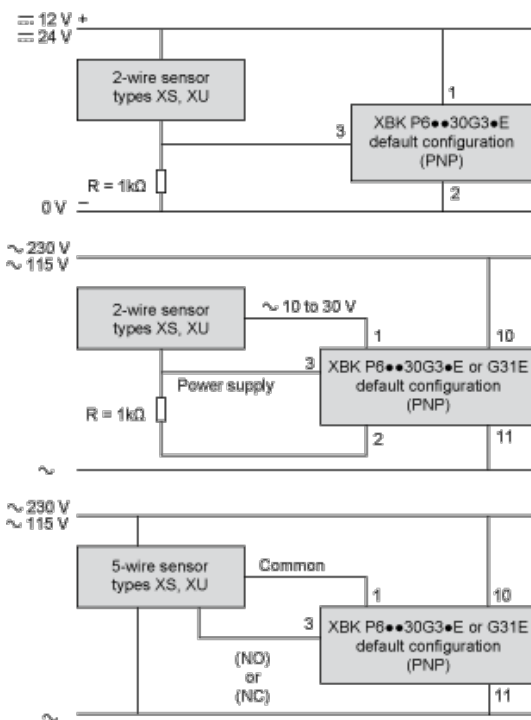 ⎓ 12 V +
⎓ 24 V
2-wire sensor
types XS, XU
1
3
XBK P6●●30G3●E
default configuration
(PNP)
R = 1kΩ
2
0 V −
~ 230 V
~ 115 V
2-wire sensor
types XS, XU
~ 10 to 30 V
1
10
3
Power supply
XBK P6●●30G3●E or G31E
default configuration
(PNP)
R = 1kΩ
2
11
~
~ 230 V
~ 115 V
5-wire sensor
types XS, XU
Common
1
10
3
XBK P6●●30G3●E or G31E
default configuration
(PNP)
(NO)
or
(NC)
11
~